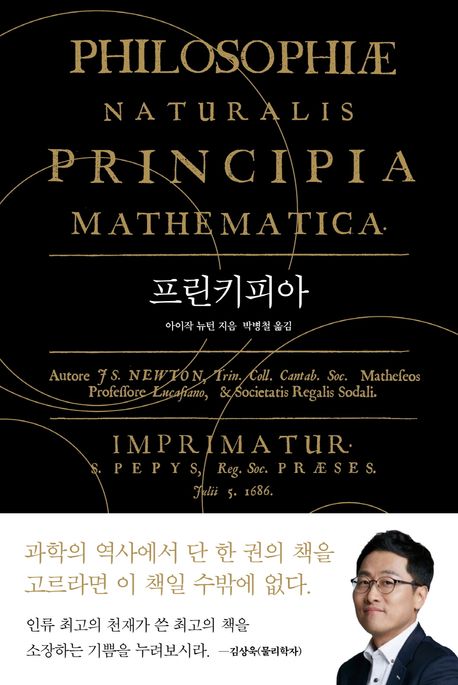 PHILOSOPHIÆ
NATURALIS
PRINCIPIA
MATHEMATICA.
프린키피아
아이작 뉴턴 지음 박병철 옮김
Autore JS. NEWTON, Trin. Coll. Cantab. Soc. Matheſeos
Profeſſore Lucaſiano, & Societatis Regalis Sodali.
IMPRIMATUR.
S. PEPYS, Reg. Soc. PRÆSES.
Julii 5. 1686.
과학의 역사에서 단 한 권의 책을
고르라면 이 책일 수밖에 없다.
인류 최고의 천재가 쓴 최고의 책을
소장하는 기쁨을 누려보시라. —김상욱(물리학자)